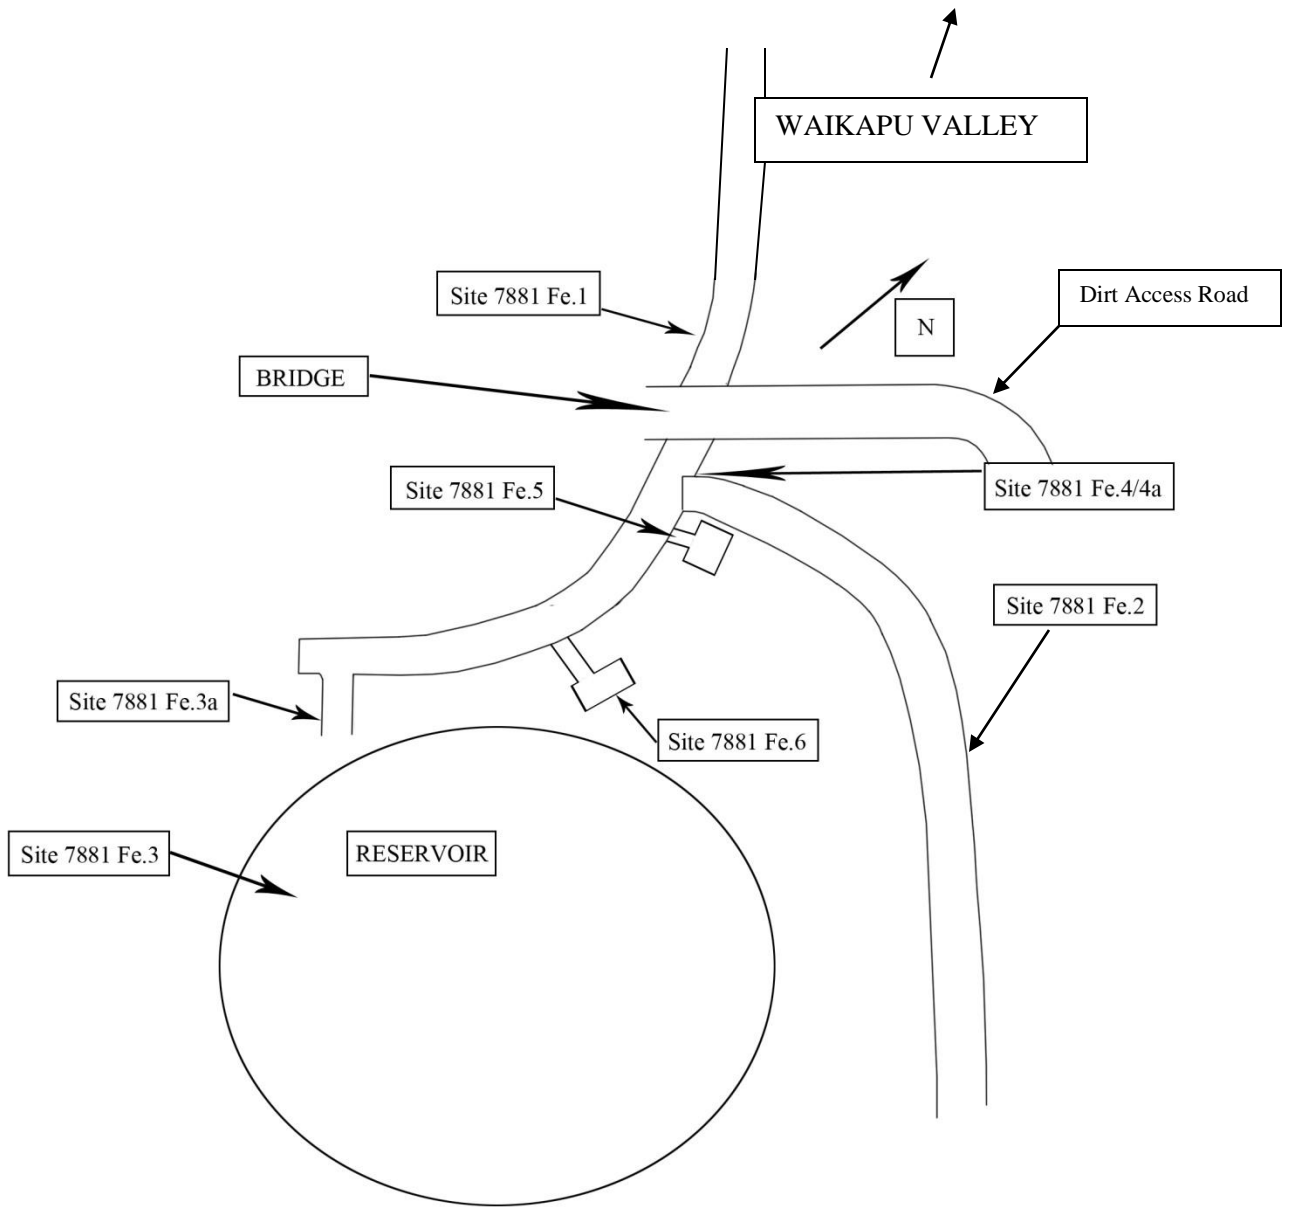 WAIKAPU VALLEY
Site 7881 Fe.1
Dirt Access Road
N
BRIDGE
Site 7881 Fe.5
Site 7881 Fe.4/4a
Site 7881 Fe.2
Site 7881 Fe.3a
Site 7881 Fe.6
Site 7881 Fe.3
RESERVOIR